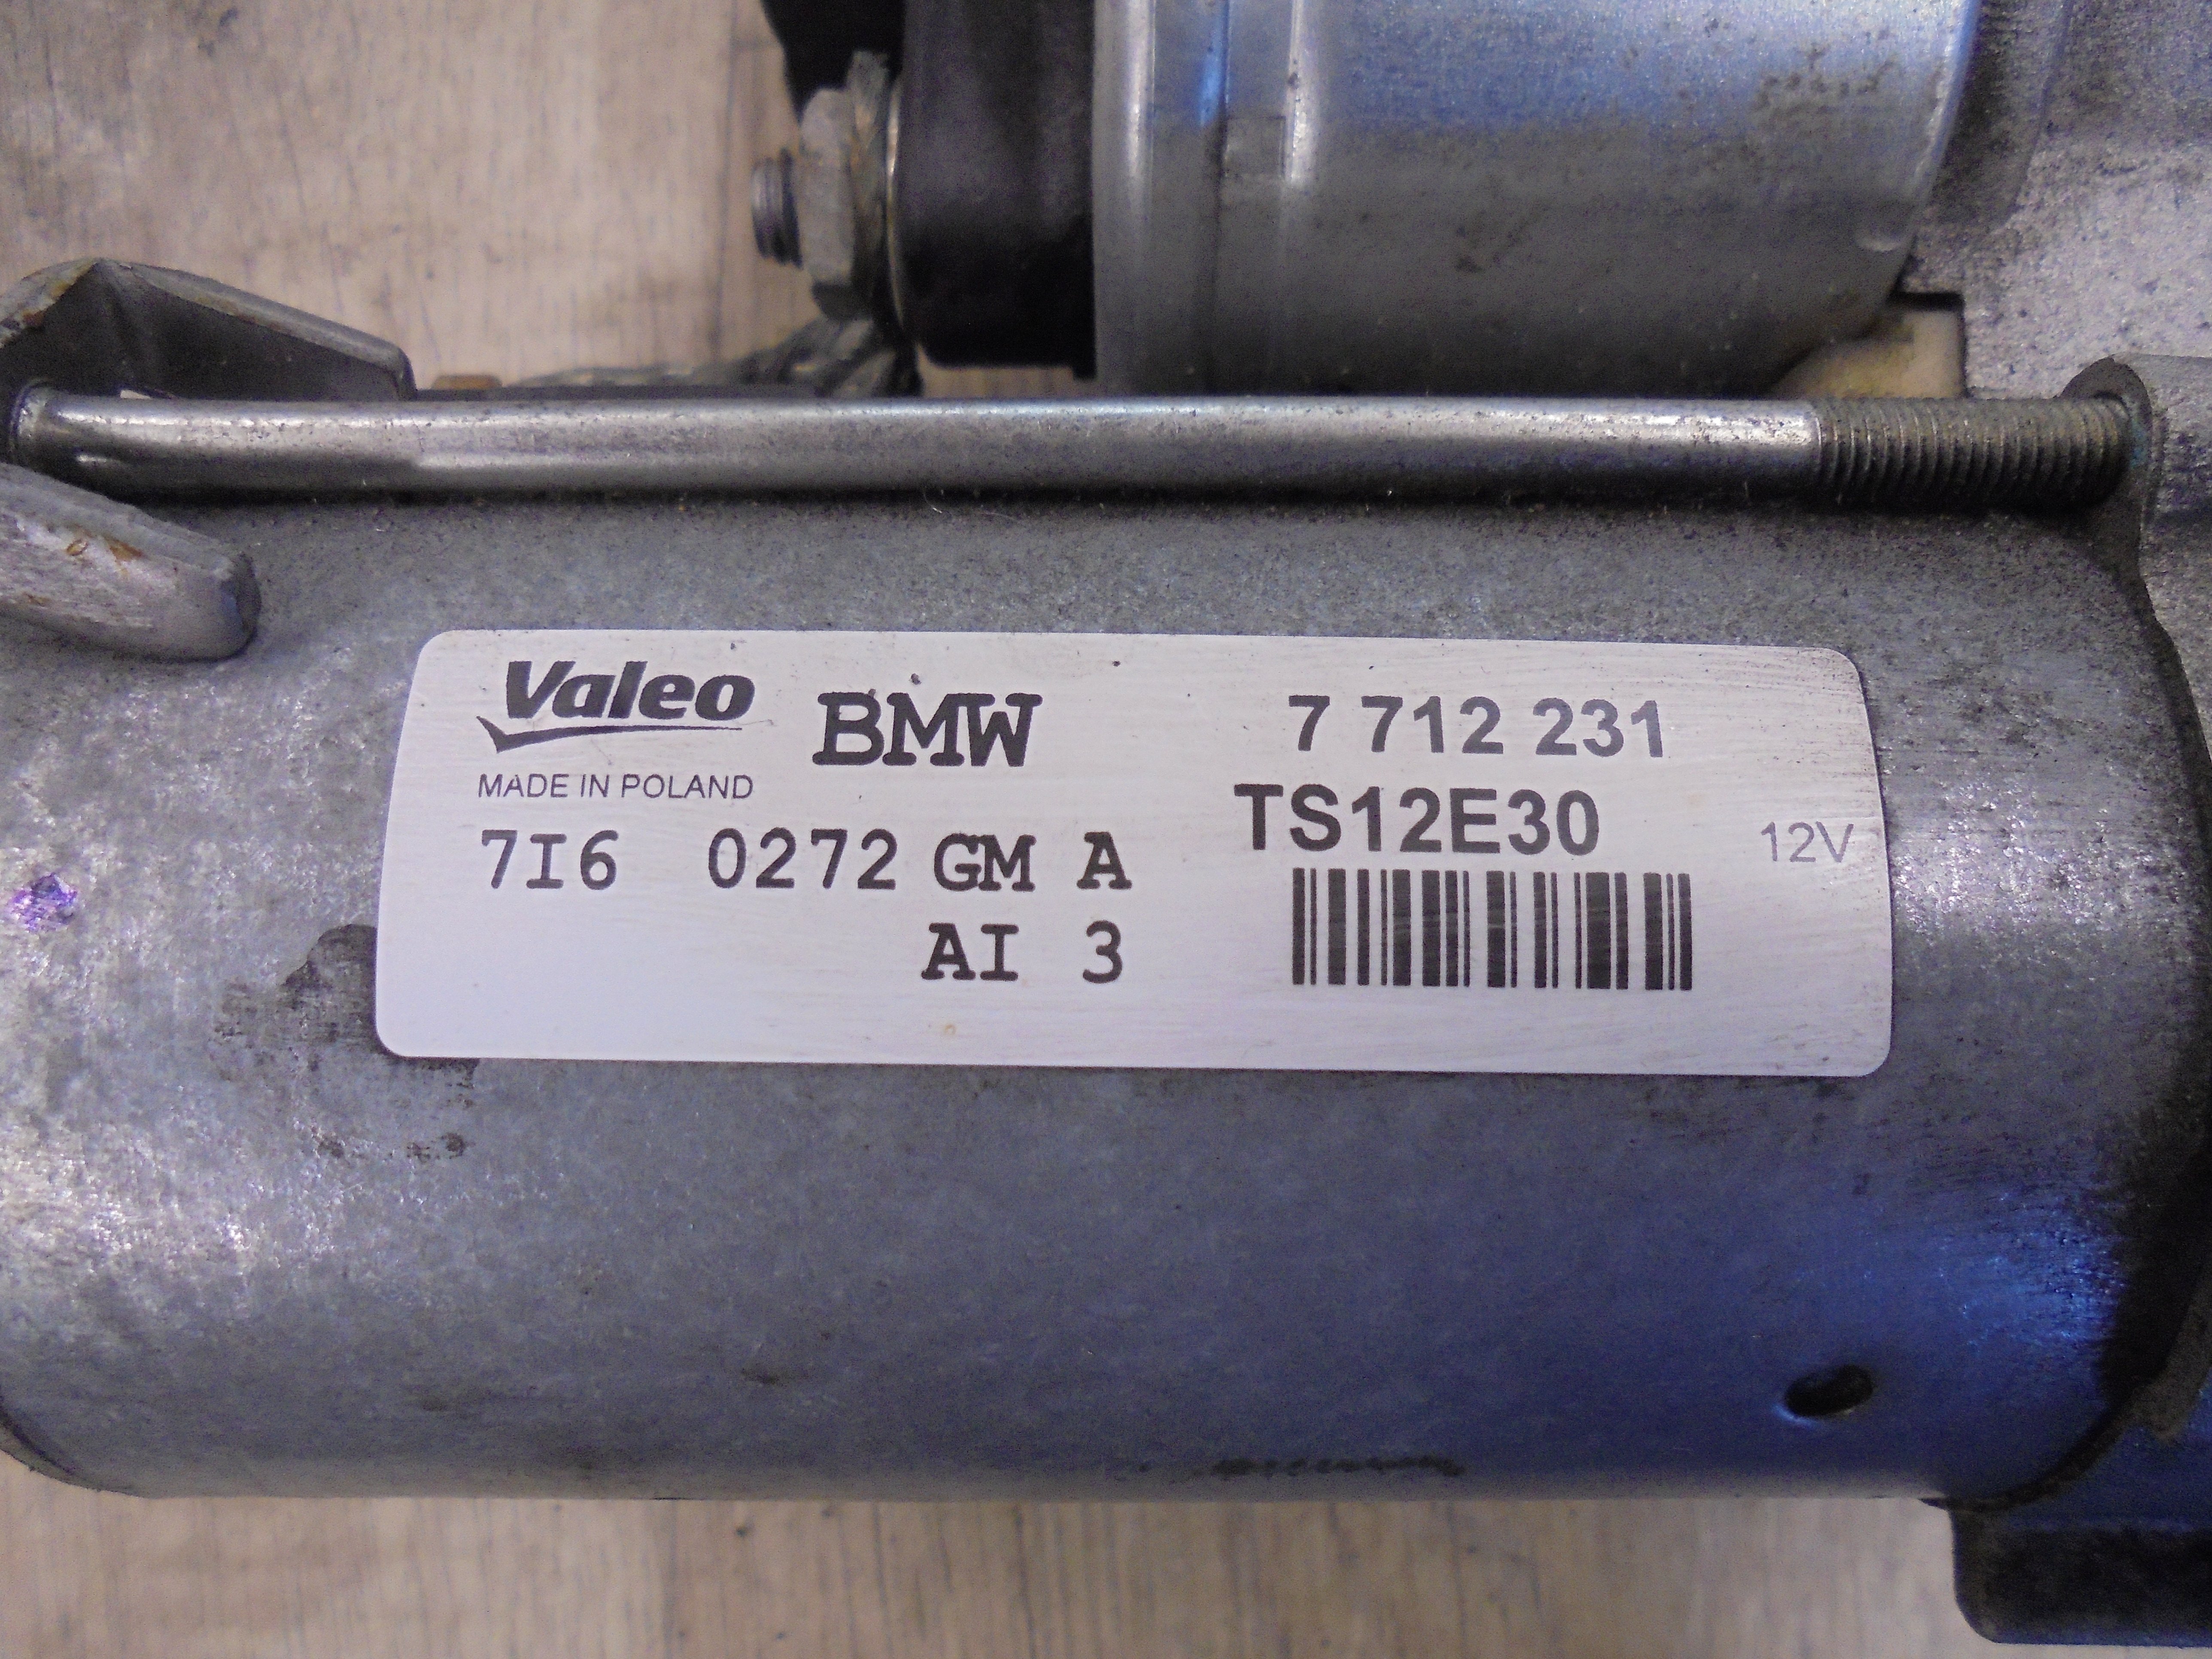 Valeo BMW 7 712 231
MADE IN POLAND TS12E30 12V
7I6 0272 GM A
AI 3